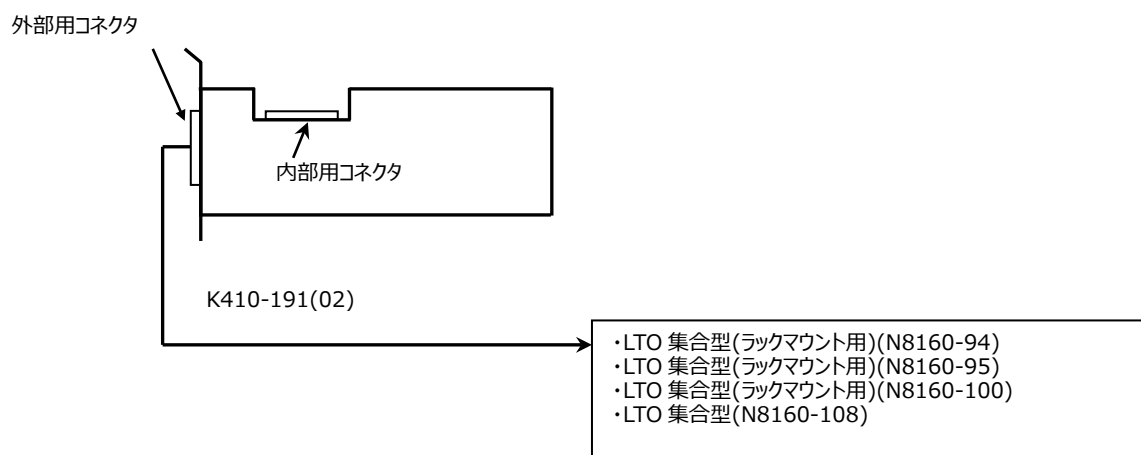 外部用コネクタ
内部用コネクタ
K410-191(02)
・LTO 集合型(ラックマウント用)(N8160-94)
・LTO 集合型(ラックマウント用)(N8160-95)
・LTO 集合型(ラックマウント用)(N8160-100)
・LTO 集合型(N8160-108)